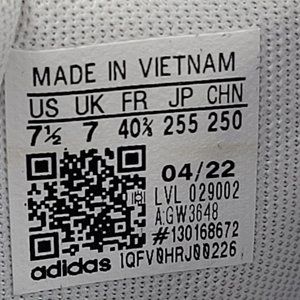 MADE IN VIETNAM
US UK FR JP CHN
7½ 7 40⅔ 255 250
04/22
LVL 029002
A:GW3648
#130168672
adidas 1QFV0HRJ00226